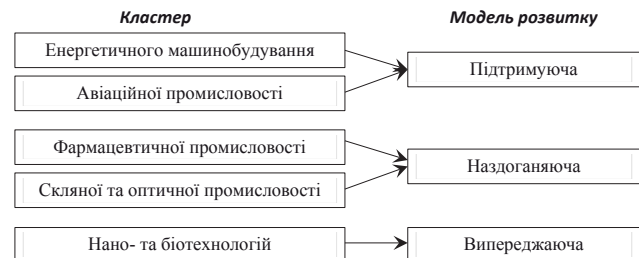 Кластер
Модель розвитку
Енергетичного машинобудування
Авіаційної промисловості
Підтримуюча
Фармацевтичної промисловості
Скляної та оптичної промисловості
Наздоганяюча
Нано- та біотехнологій
Випереджаюча